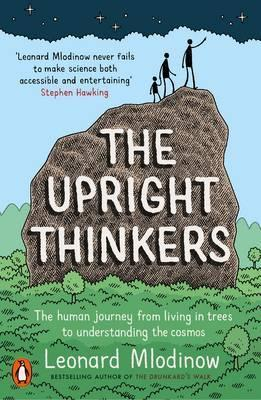 'Leonard Mlodinow never fails
to make science both
accessible and entertaining'
Stephen Hawking
THE
UPRIGHT
THINKERS
The human journey from living in trees
to understanding the cosmos
Leonard Mlodinow
BESTSELLING AUTHOR OF THE DRUNKARD'S WALK